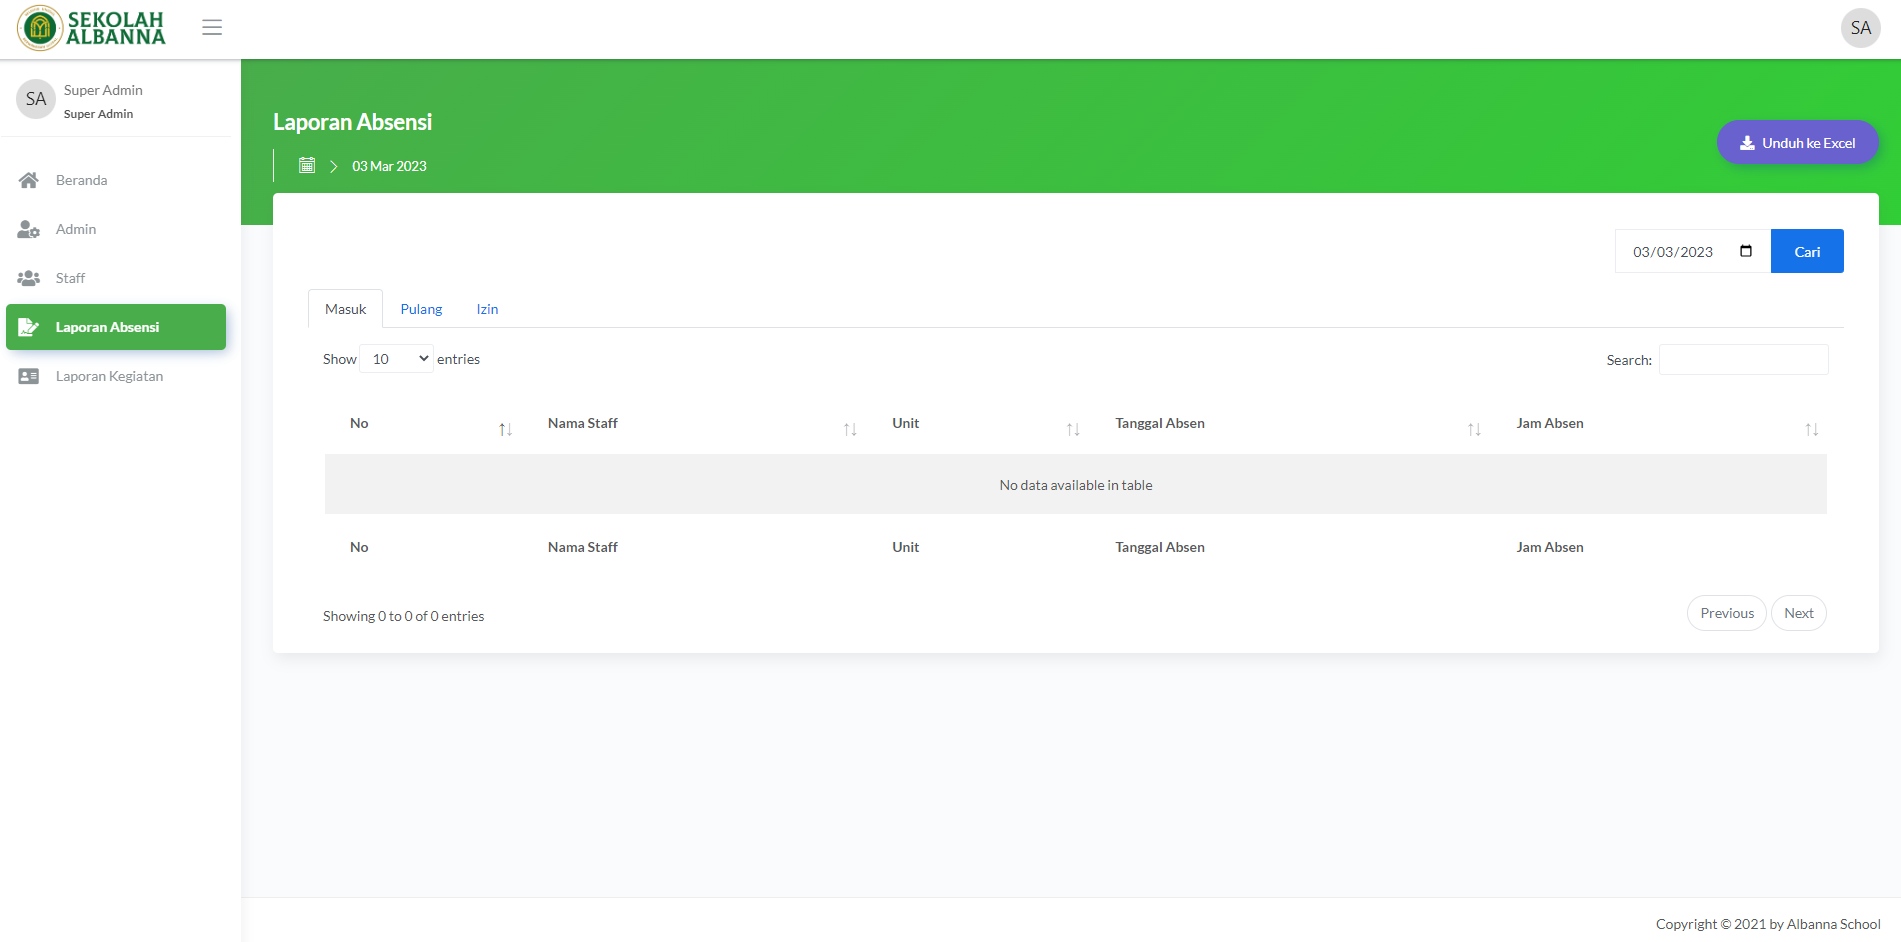 SEKOLAH
ALBANNA
SA
SA
Super Admin
Super Admin
Beranda
Admin
Staff
Laporan Absensi
Laporan Kegiatan
Laporan Absensi
03 Mar 2023
Unduh ke Excel
03/03/2023
Cari
Masuk Pulang Izin
Show 10 entries
Search:
No Nama Staff Unit Tanggal Absen Jam Absen
No data available in table
No Nama Staff Unit Tanggal Absen Jam Absen
Showing 0 to 0 of 0 entries
Previous Next
Copyright © 2021 by Albanna School